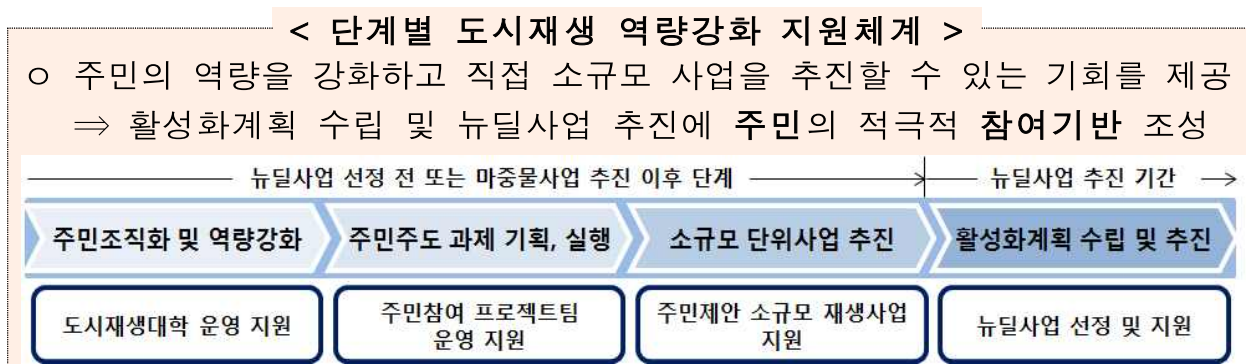 < 단계별 도시재생 역량강화 지원체계 >
ㅇ 주민의 역량을 강화하고 직접 소규모 사업을 추진할 수 있는 기회를 제공
⇒ 활성화계획 수립 및 뉴딜사업 추진에 주민의 적극적 참여기반 조성
뉴딜사업 선정 전 또는 마중물사업 추진 이후 단계
뉴딜사업 추진 기간
주민조직화 및 역량강화
주민주도 과제 기획, 실행
소규모 단위사업 추진
활성화계획 수립 및 추진
도시재생대학 운영 지원
주민참여 프로젝트팀
운영 지원
주민제안 소규모 재생사업
지원
뉴딜사업 선정 및 지원